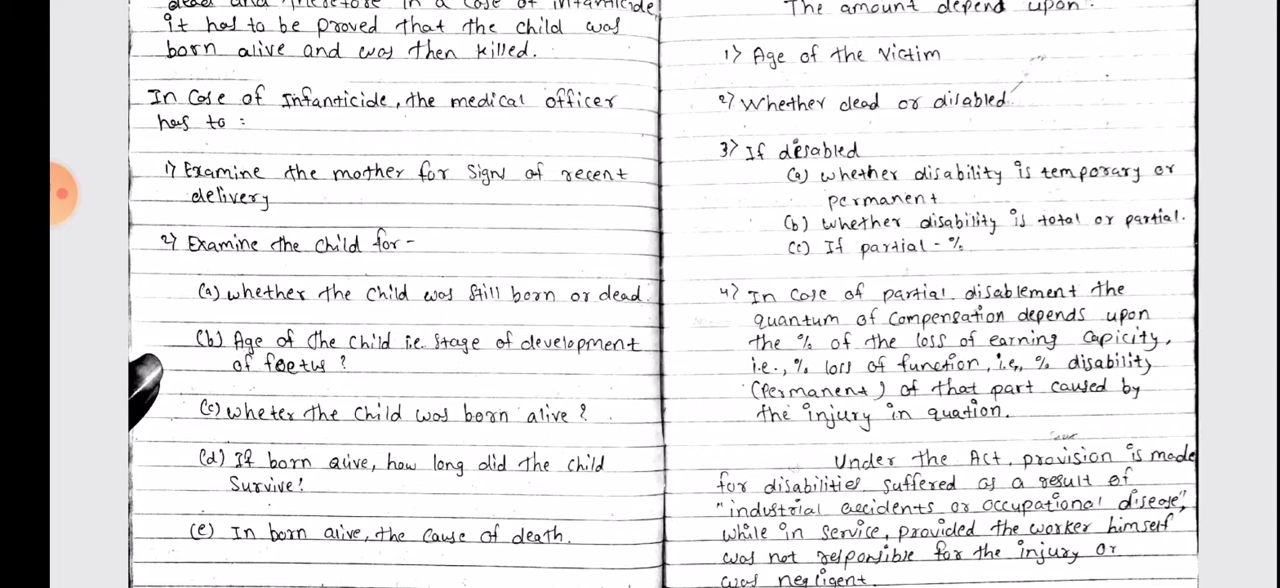 dead and therefore in a case of infanticide,
it has to be proved that the child was
born alive and was then killed.
In Case of Infanticide, the medical officer
has to :
1) Examine the mother for Signs of recent
delivery
2) Examine the child for -
(a) whether the child was still born or dead.
(b) Age of the child i.e. stage of development
of foetus ?
(c) wheter the child was born alive ?
(d) If born alive, how long did the child
Survive?
(e) In born alive, the cause of death.
The amount depend upon:
1) Age of the victim
2) Whether dead or disabled
3) If disabled
(a) whether disability is temporary or
permanent
(b) whether disability is total or partial.
(c) If partial - %
4) In case of partial disablement the
quantum of compensation depends upon
the % of the loss of earning capicity,
i.e., % loss of function, i.e., % disability
(Permanent) of that part caused by
the injury in quation.
Under the Act, provision is made
for disabilities suffered as a result of
"industrial accidents or occupational disease",
while in service, provided the worker himself
was not responsible for the injury or
was negligent.